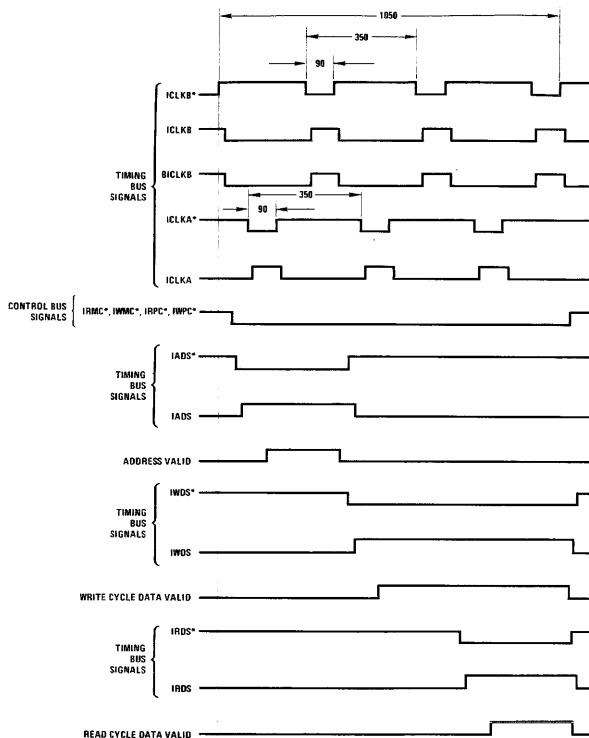 1050
350
90
ICLKB*
ICLKB
BICLKB
350
90
ICLKA*
ICLKA
TIMING
BUS
SIGNALS
CONTROL BUS
SIGNALS
IRMC*, IWMC*, IRPC*, IWPC*
IADS*
TIMING
BUS
SIGNALS
IADS
ADDRESS VALID
IWDS*
TIMING
BUS
SIGNALS
IWDS
WRITE CYCLE DATA VALID
IRDS*
TIMING
BUS
SIGNALS
IRDS
READ CYCLE DATA VALID